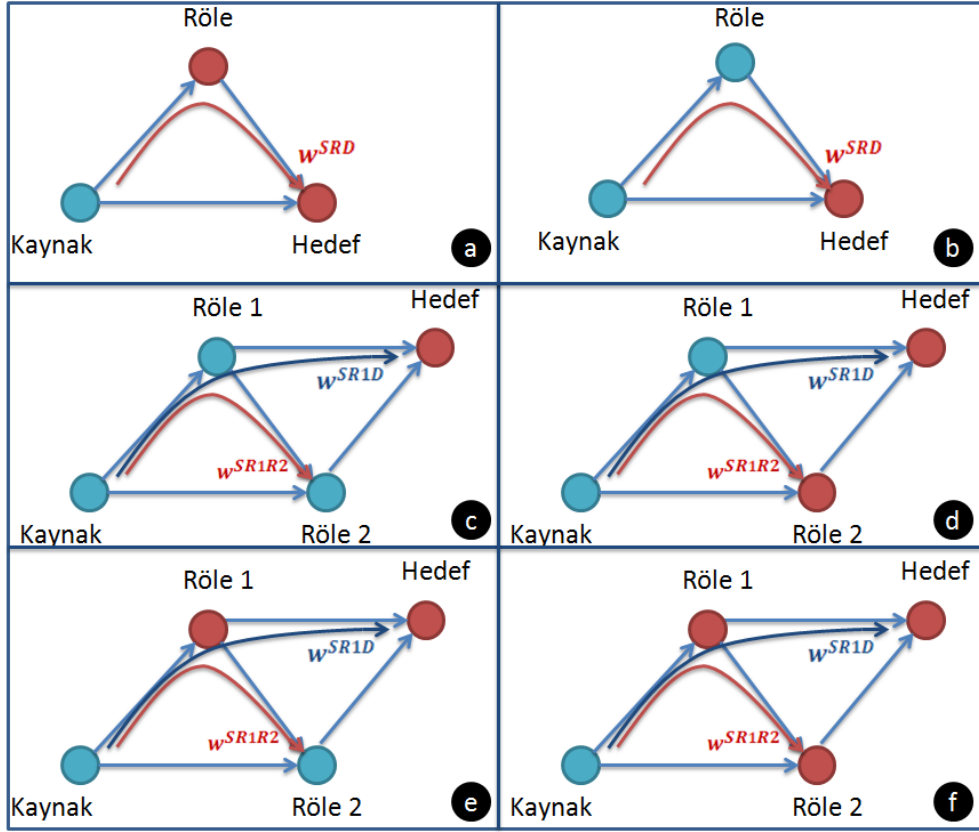 Röle
w^SRD
Kaynak
Hedef
a
Röle
w^SRD
Kaynak
Hedef
b
Röle 1
Hedef
w^SR1D
w^SR1R2
Kaynak
Röle 2
c
Röle 1
Hedef
w^SR1D
w^SR1R2
Kaynak
Röle 2
d
Röle 1
Hedef
w^SR1D
w^SR1R2
Kaynak
Röle 2
e
Röle 1
Hedef
w^SR1D
w^SR1R2
Kaynak
Röle 2
f